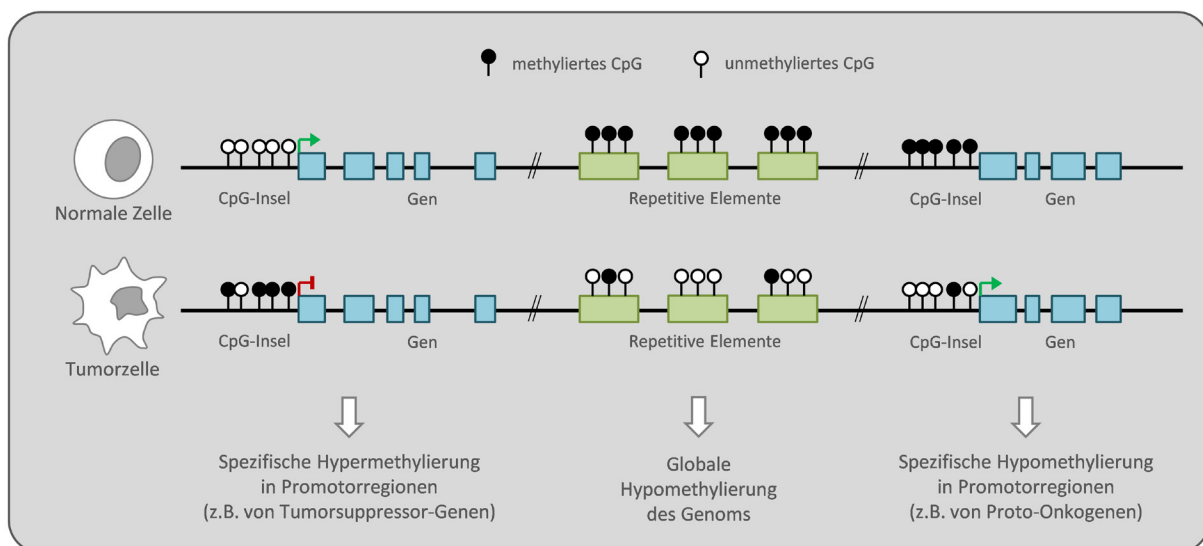 methyliertes CpG
unmethyliertes CpG
Normale Zelle
CpG-Insel
Gen
Repetitive Elemente
CpG-Insel
Gen
Tumorzelle
CpG-Insel
Gen
Repetitive Elemente
CpG-Insel
Gen
Spezifische Hypermethylierung
in Promotorregionen
(z.B. von Tumorsuppressor-Genen)
Globale
Hypomethylierung
des Genoms
Spezifische Hypomethylierung
in Promotorregionen
(z.B. von Proto-Onkogenen)